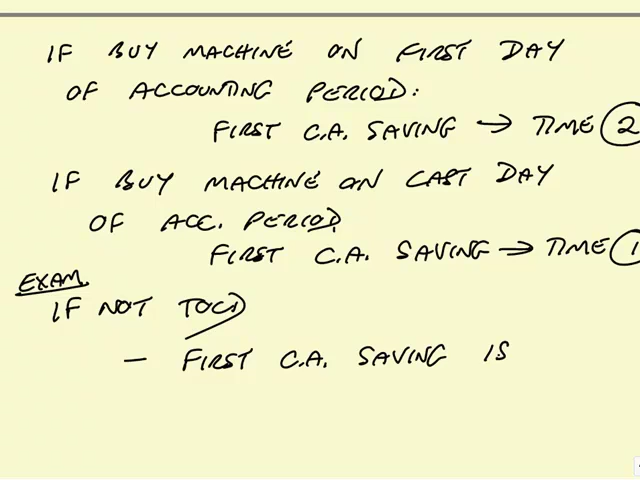 IF BUY MACHINE ON FIRST DAY
OF ACCOUNTING PERIOD:
FIRST C.A. SAVING → TIME 2
IF BUY MACHINE ON LAST DAY
OF ACC. PERIOD
FIRST C.A. SAVING → TIME 1
EXAM
IF NOT TOLD
— FIRST C.A. SAVING IS